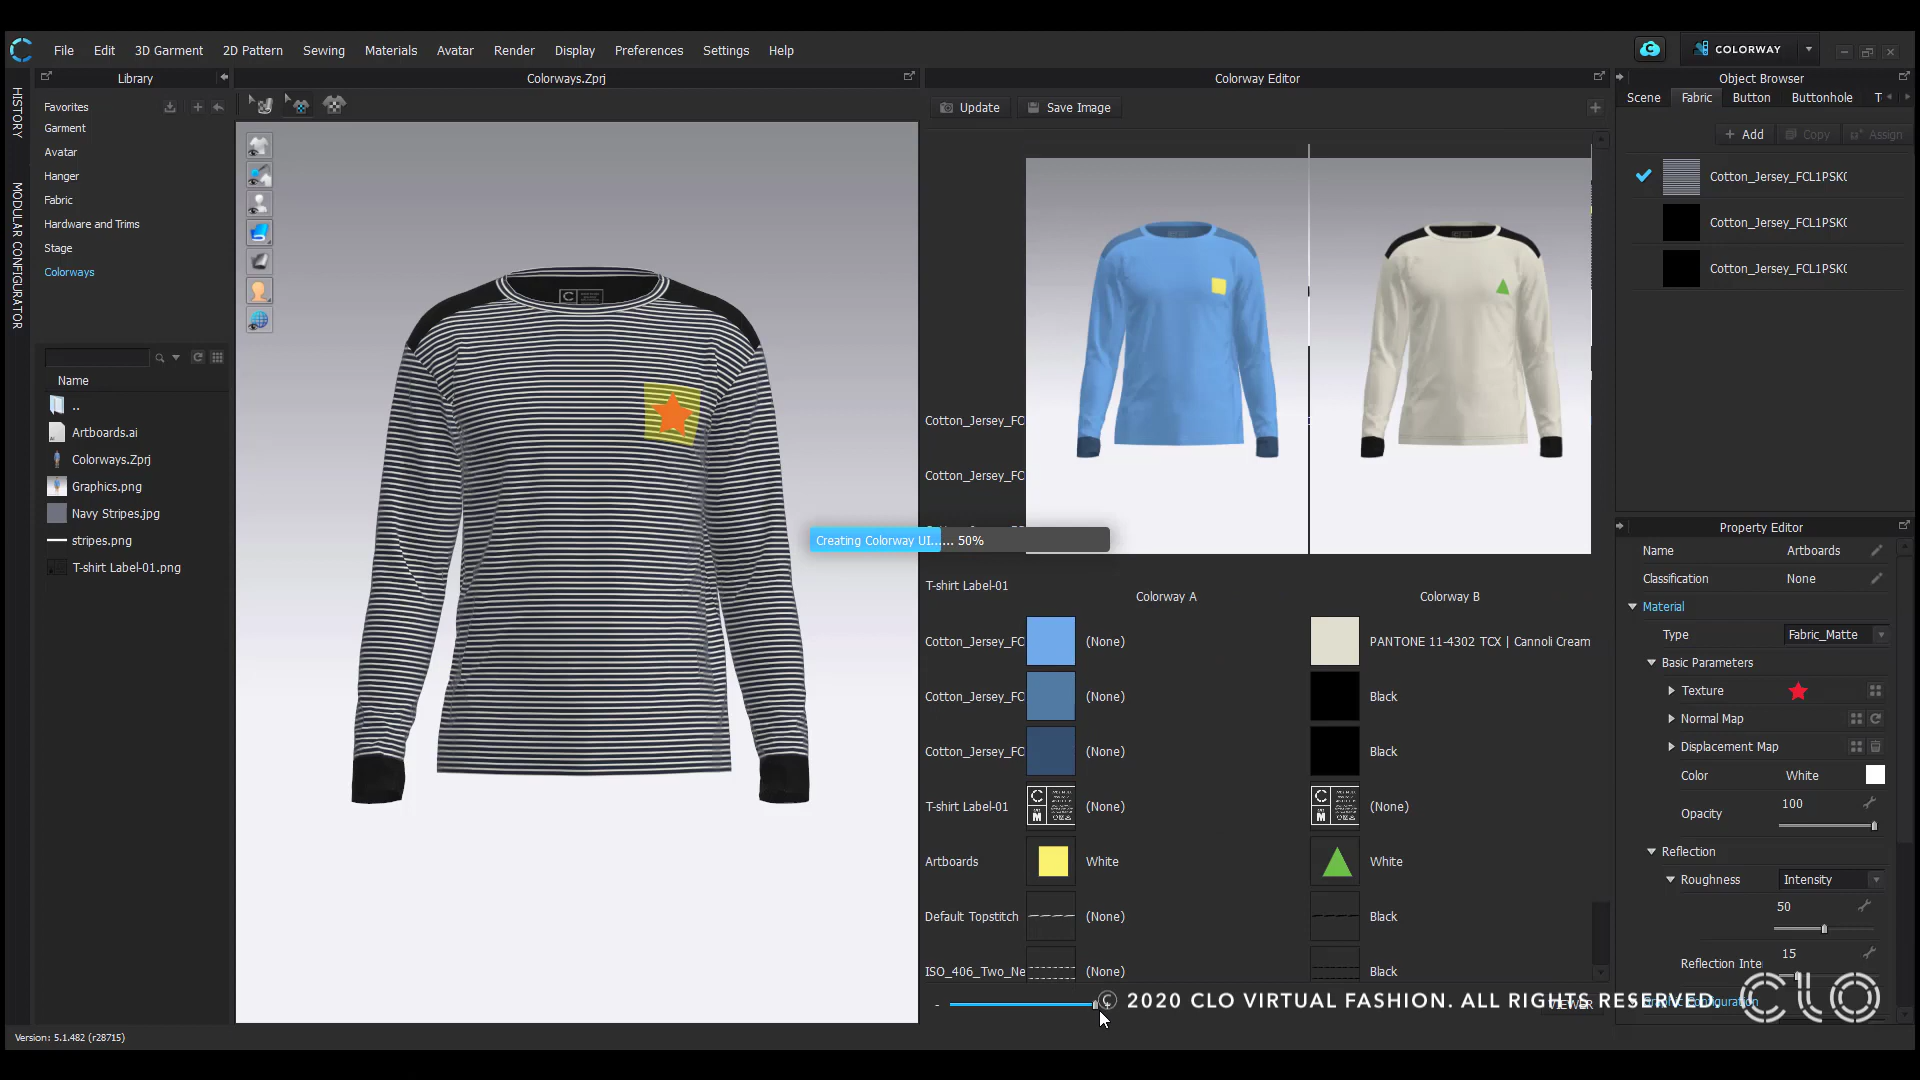 File Edit 3D Garment 2D Pattern Sewing Materials Avatar Render Display Preferences Settings Help
COLORWAY
Library
Colorways.Zprj
Colorway Editor
Object Browser
HISTORY
MODULAR CONFIGURATOR
Favorites
Garment
Avatar
Hanger
Fabric
Hardware and Trims
Stage
Colorways
Name
..
Artboards.ai
Colorways.Zprj
Graphics.png
Navy Stripes.jpg
stripes.png
T-shirt Label-01.png
Update Save Image
Scene Fabric Button Buttonhole T
+ Add Copy Assign
Cotton_Jersey_FCL1PSK0
Cotton_Jersey_FCL1PSK0
Cotton_Jersey_FCL1PSK0
Cotton_Jersey_FC
Cotton_Jersey_FC
Creating Colorway UI...... 50%
T-shirt Label-01
Colorway A Colorway B
Cotton_Jersey_FC (None) PANTONE 11-4302 TCX | Cannoli Cream
Cotton_Jersey_FC (None) Black
Cotton_Jersey_FC (None) Black
T-shirt Label-01 (None) (None)
Artboards White White
Default Topstitch (None) Black
ISO_406_Two_Ne (None) Black
- +
VIEWER
Property Editor
Name Artboards
Classification None
Material
Type Fabric_Matte
Basic Parameters
Texture
Normal Map
Displacement Map
Color White
Opacity 100
Reflection
Roughness Intensity
50
Reflection Inte 15
Configuration
© 2020 CLO VIRTUAL FASHION. ALL RIGHTS RESERVED.
CLO
Version: 5.1.482 (r28715)